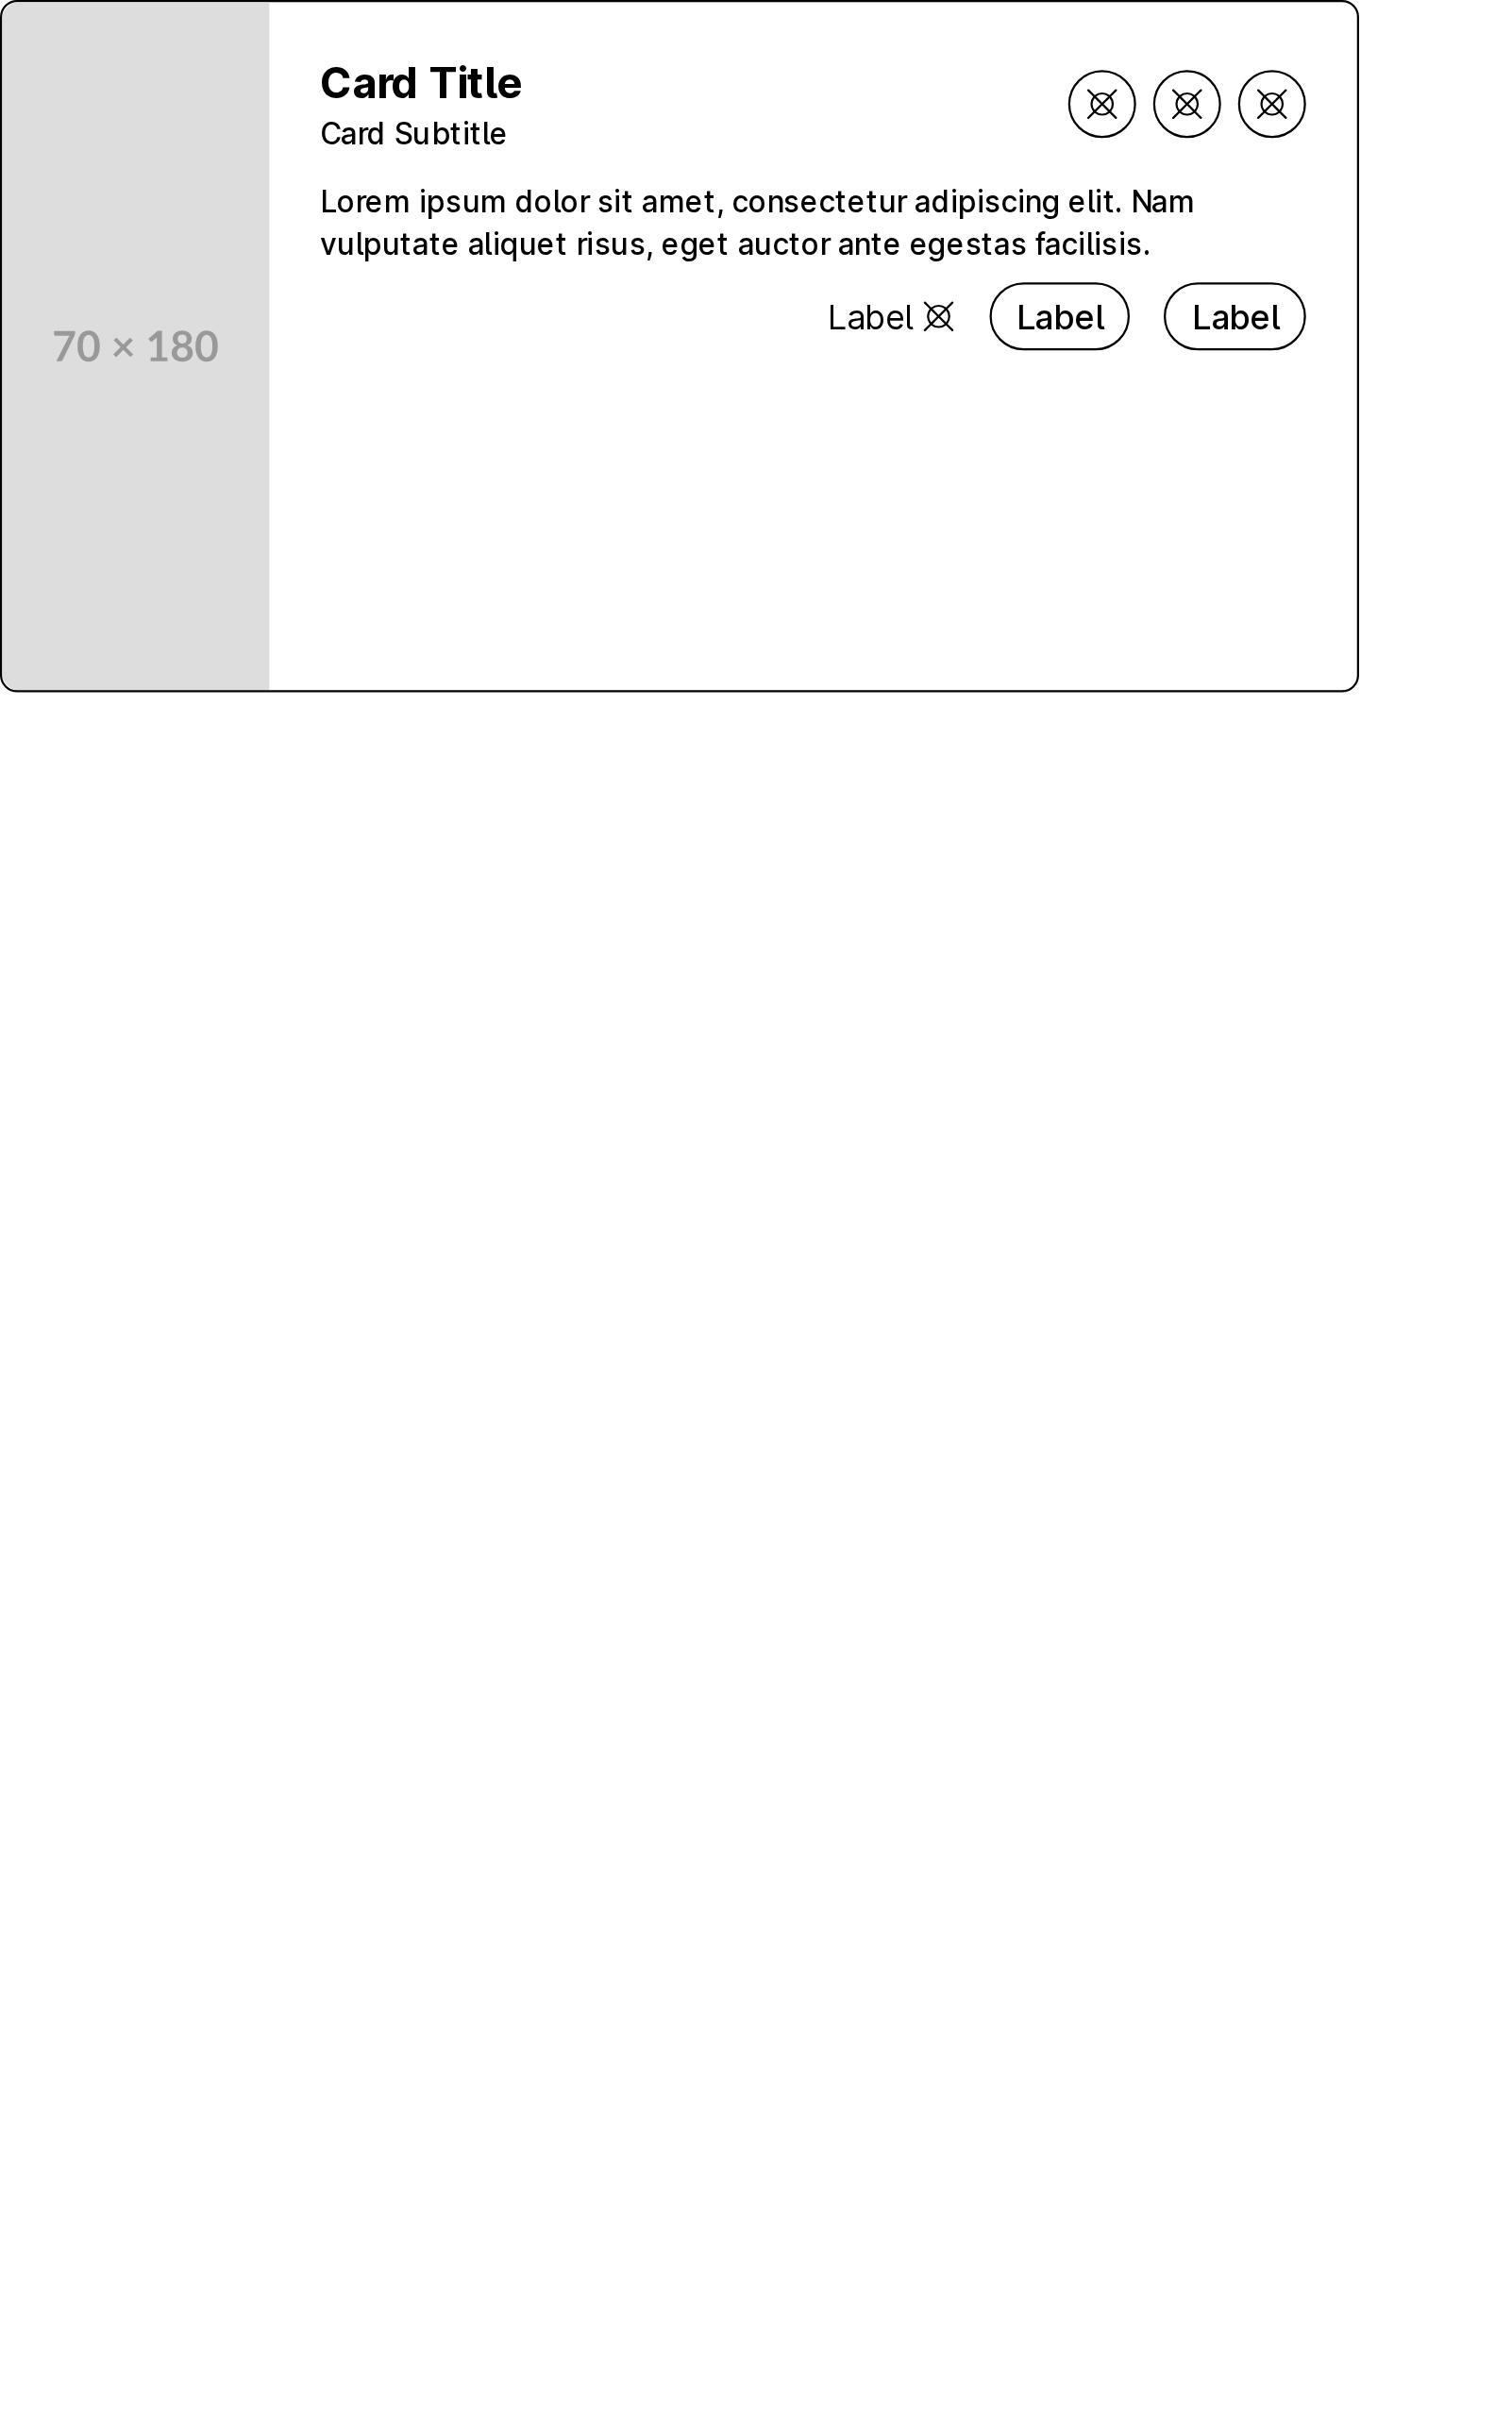 Card Title
Card Subtitle
Lorem ipsum dolor sit amet, consectetur adipiscing elit. Nam
vulputate aliquet risus, eget auctor ante egestas facilisis.
Label Label Label
70 × 180